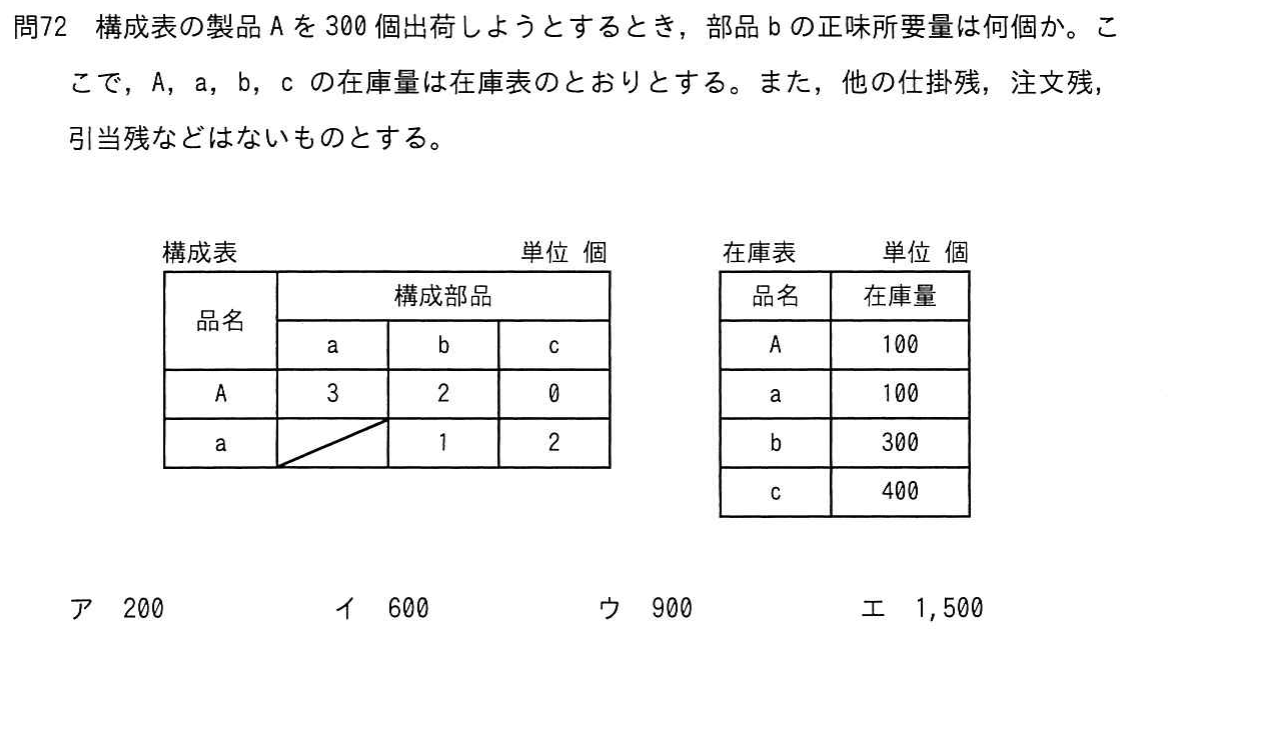 問72 構成表の製品 A を 300 個出荷しようとするとき，部品 b の正味所要量は何個か。こ
こで，A，a，b，c の在庫量は在庫表のとおりとする。また，他の仕掛残，注文残，
引当残などはないものとする。
構成表 単位 個
品名 構成部品
a b c
A 3 2 0
a 1 2
在庫表 単位 個
品名 在庫量
A 100
a 100
b 300
c 400
ア 200 イ 600 ウ 900 エ 1,500